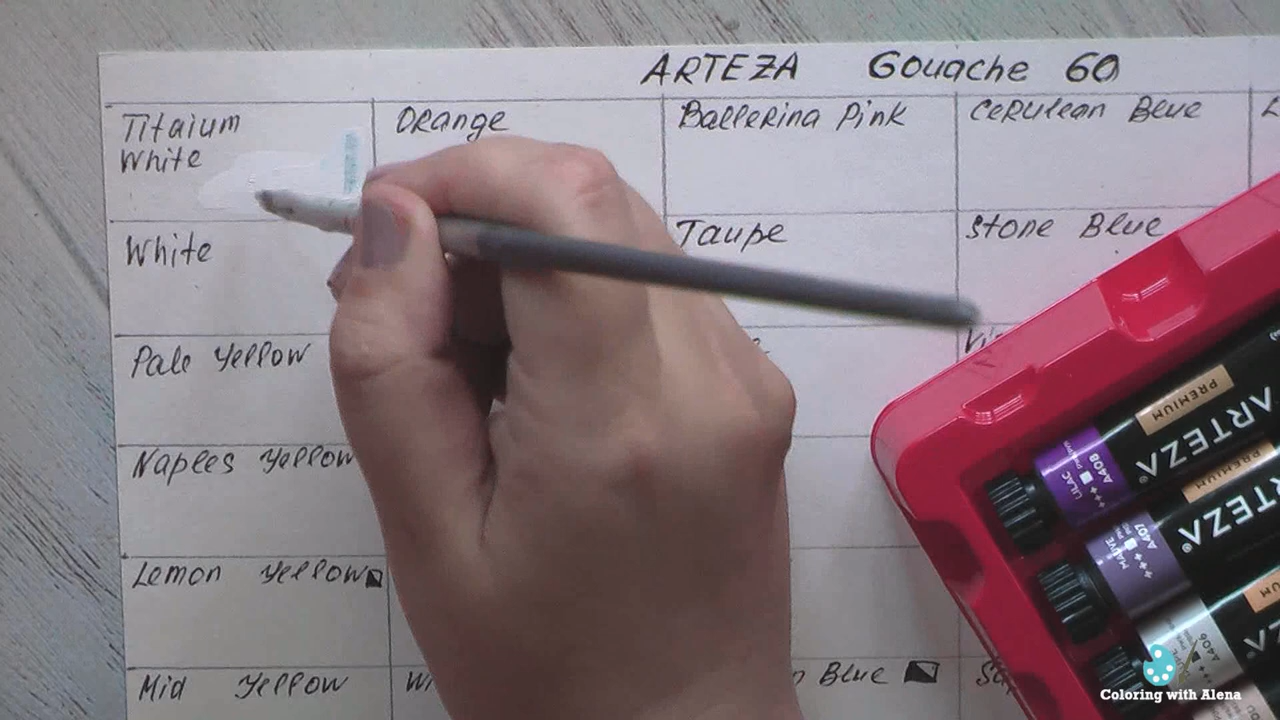 ARTEZA Gouache 60
Titaium
White
Orange
Ballerina Pink
Cerulean Blue
White
Taupe
Stone Blue
Pale Yellow
Naples Yellow
Lemon Yellow
Mid Yellow
Blue
PREMIUM
ARTEZA
LILAC
A408
PREMIUM
ARTEZA
MAUVE
A407
A406
Coloring with Alena